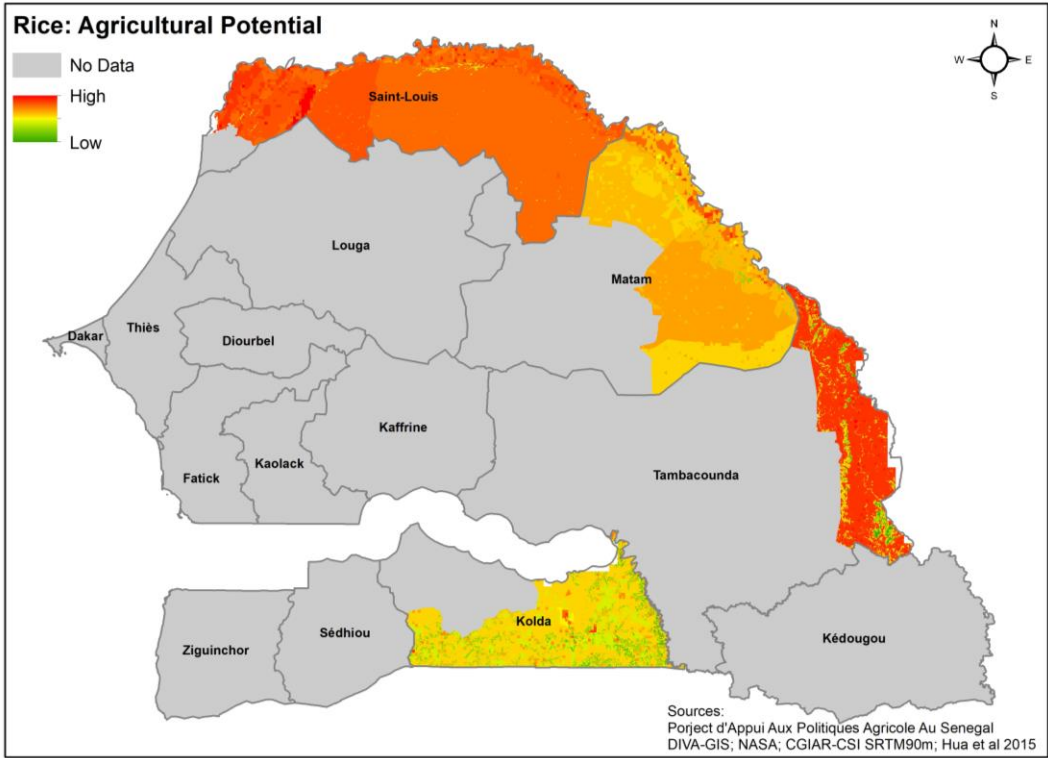 Rice: Agricultural Potential
No Data
High
Low
N
W E
S
Saint-Louis
Louga
Matam
Dakar
Thiès
Diourbel
Kaffrine
Kaolack
Fatick
Tambacounda
Kolda
Sédhiou
Ziguinchor
Kédougou
Sources:
Porject d'Appui Aux Politiques Agricole Au Senegal
DIVA-GIS; NASA; CGIAR-CSI SRTM90m; Hua et al 2015